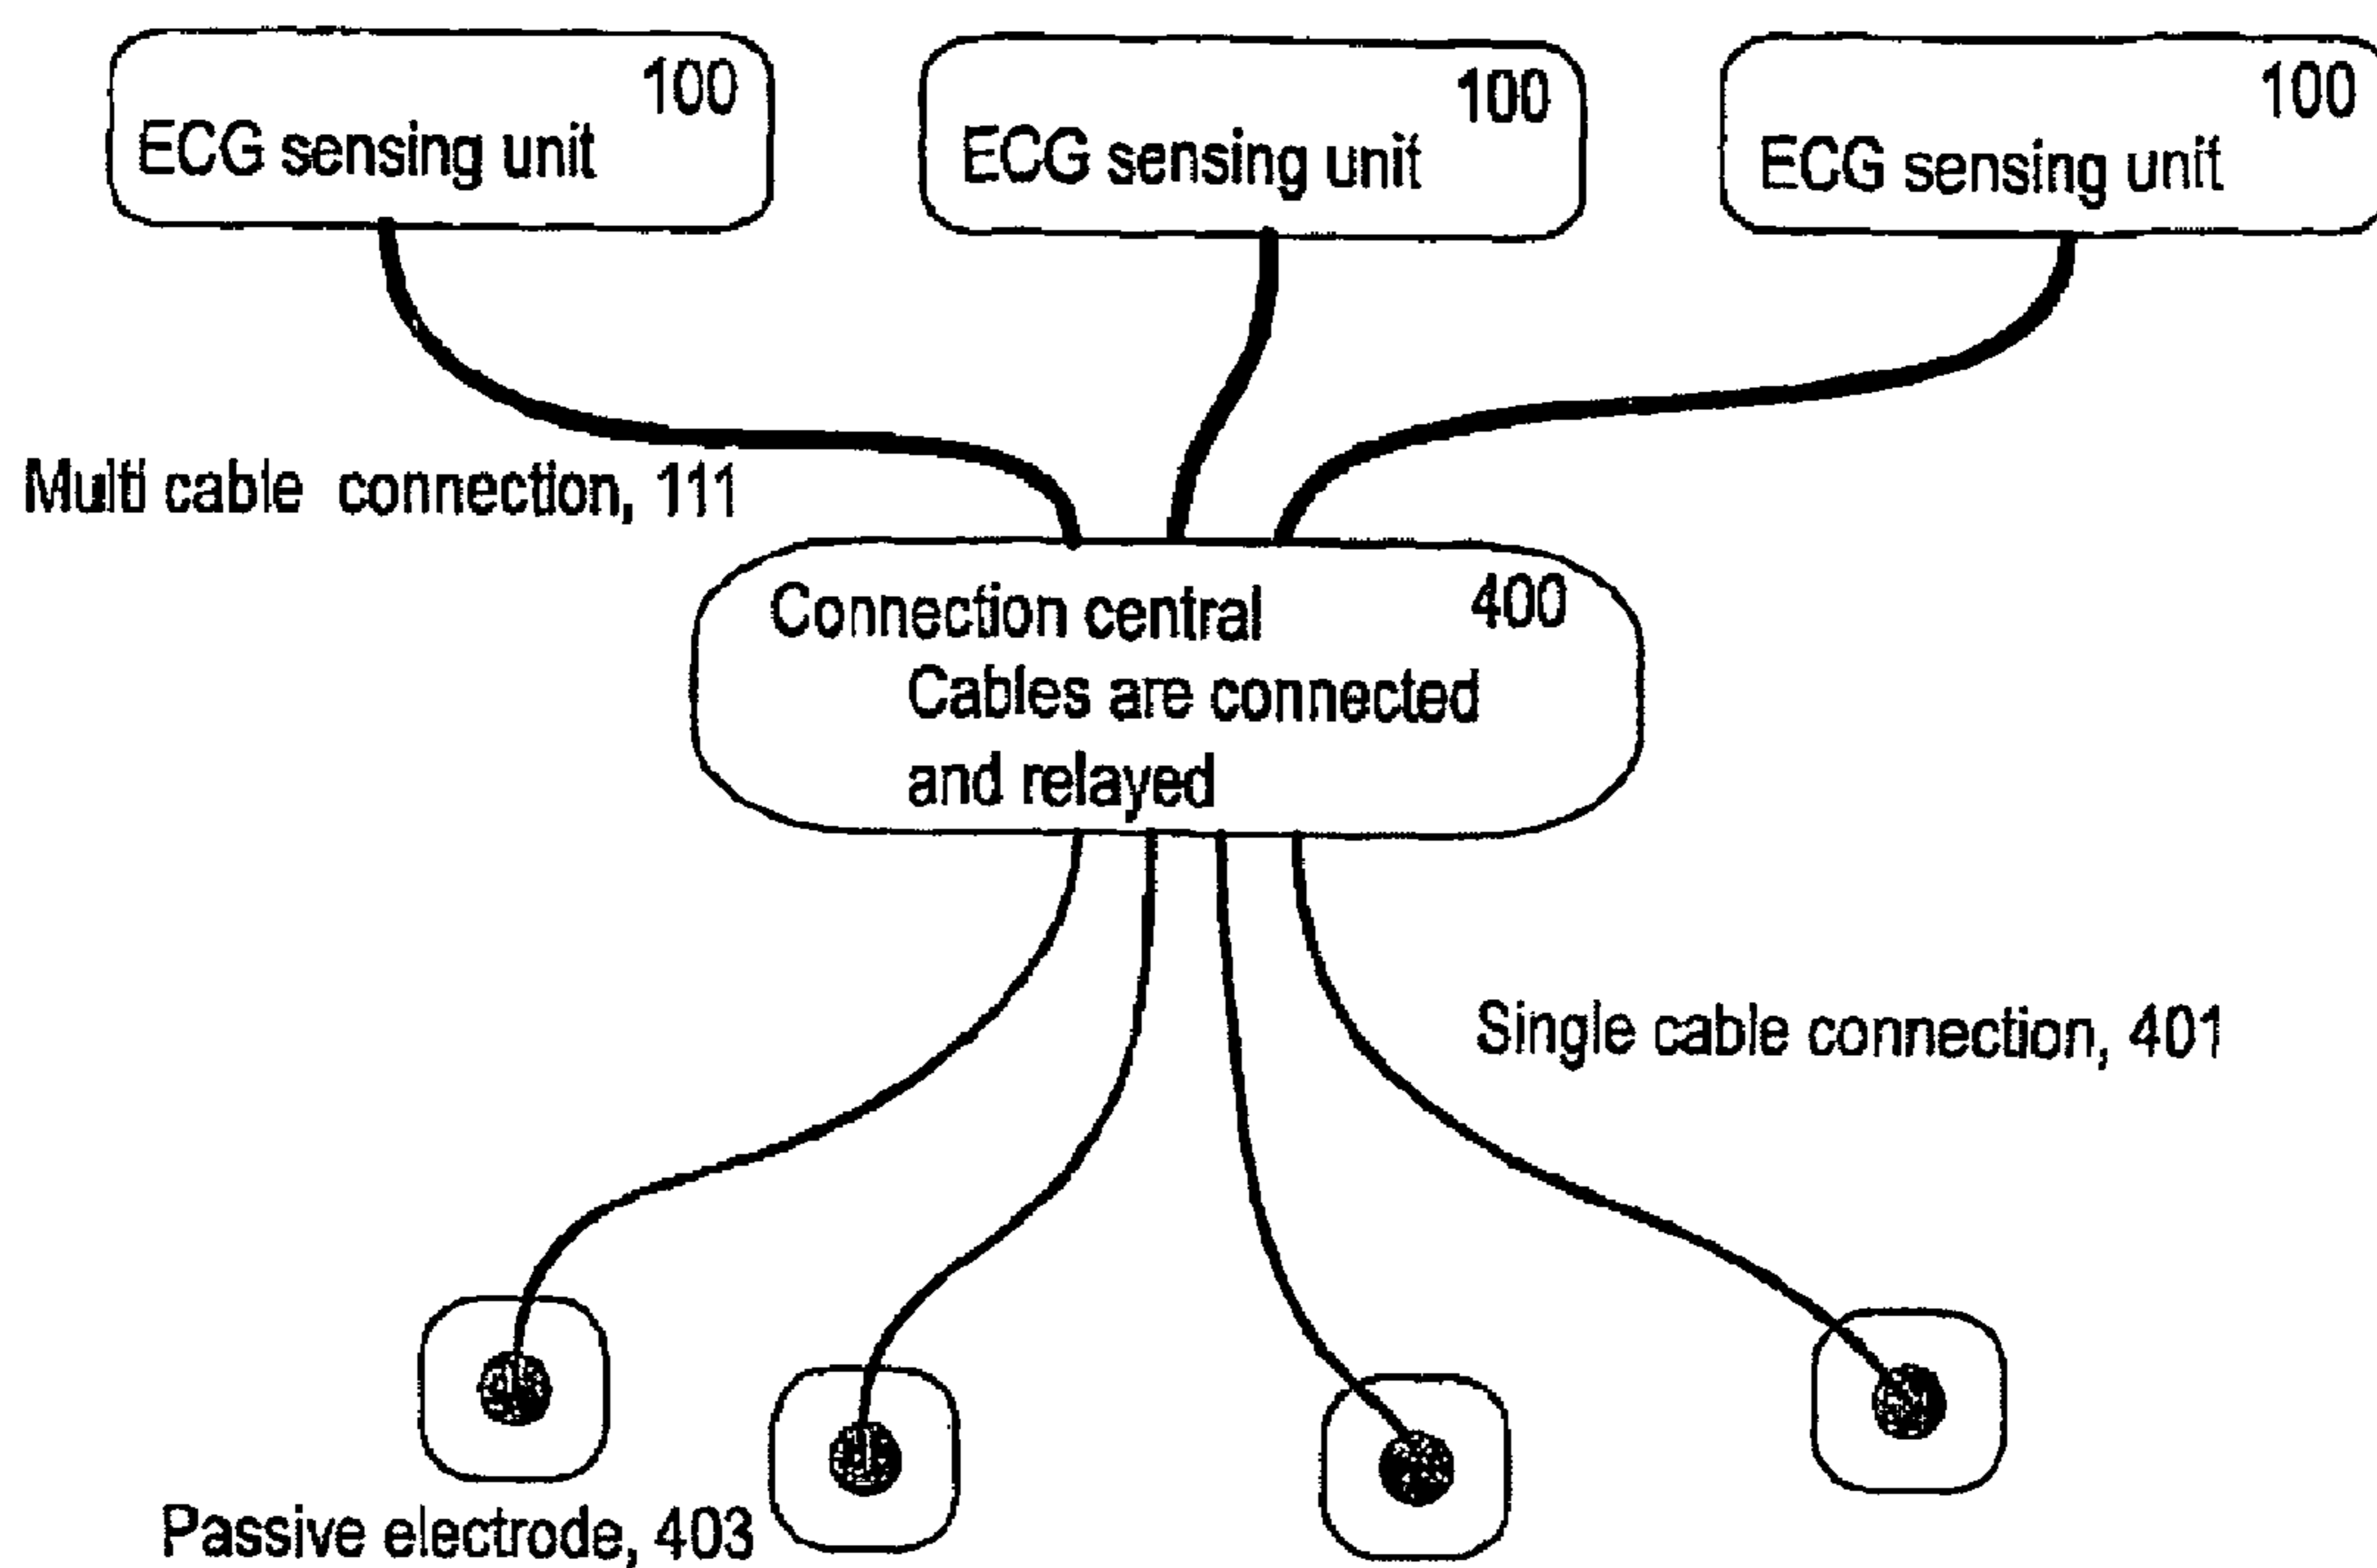 100
ECG sensing unit
100
ECG sensing unit
100
ECG sensing unit
Multi cable connection, 111
Connection central 400
Cables are connected
and relayed
Single cable connection, 401
Passive electrode, 403